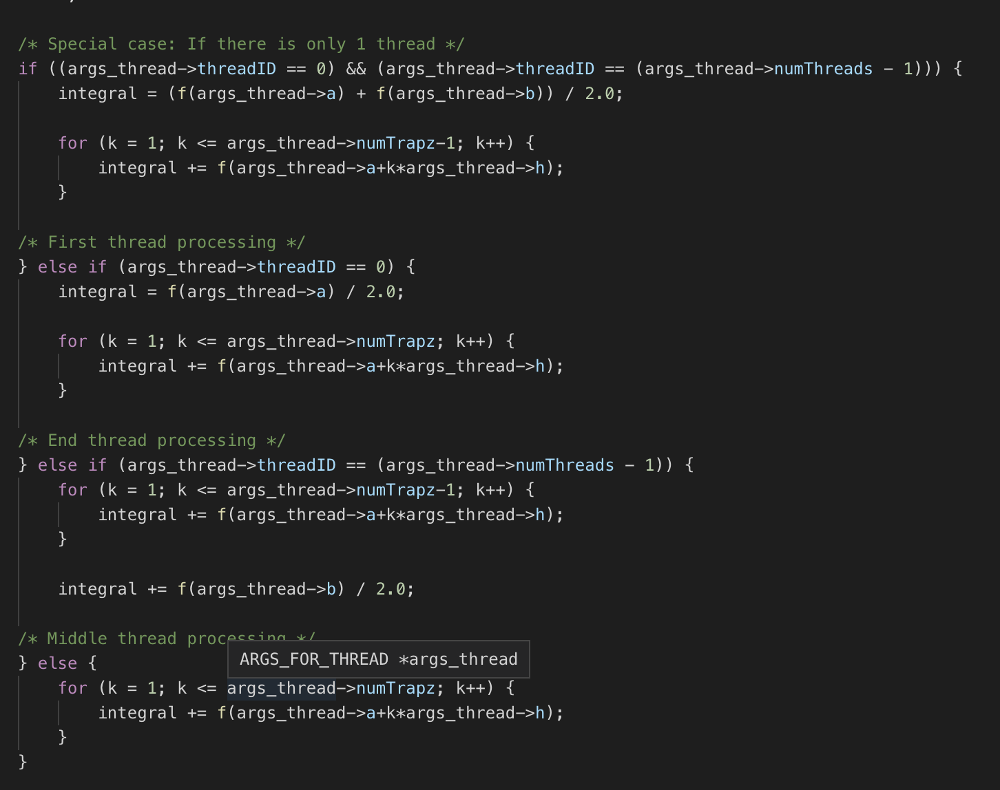 /* Special case: If there is only 1 thread */
if ((args_thread->threadID == 0) && (args_thread->threadID == (args_thread->numThreads - 1))) {
    integral = (f(args_thread->a) + f(args_thread->b)) / 2.0;
    for (k = 1; k <= args_thread->numTrapz-1; k++) {
        integral += f(args_thread->a+k*args_thread->h);
    }
/* First thread processing */
} else if (args_thread->threadID == 0) {
    integral = f(args_thread->a) / 2.0;
    for (k = 1; k <= args_thread->numTrapz; k++) {
        integral += f(args_thread->a+k*args_thread->h);
    }
/* End thread processing */
} else if (args_thread->threadID == (args_thread->numThreads - 1)) {
    for (k = 1; k <= args_thread->numTrapz-1; k++) {
        integral += f(args_thread->a+k*args_thread->h);
    }
    integral += f(args_thread->b) / 2.0;
/* Middle thread processing */
} else {
ARGS_FOR_THREAD *args_thread
    for (k = 1; k <= args_thread->numTrapz; k++) {
        integral += f(args_thread->a+k*args_thread->h);
    }
}